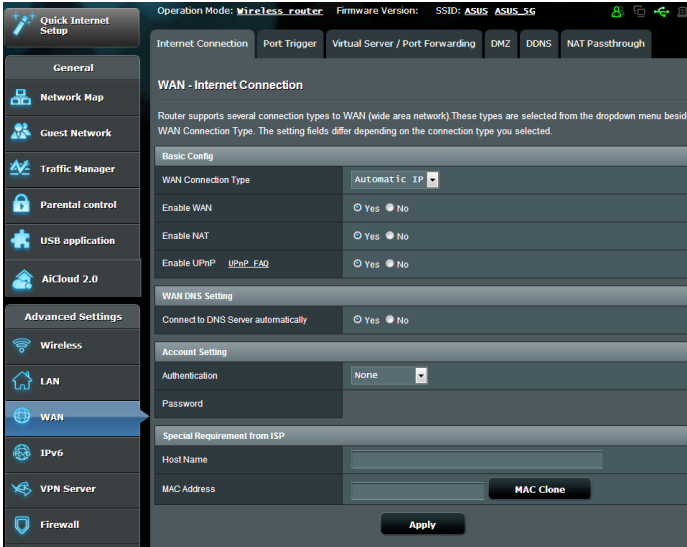 Quick Internet Setup
Operation Mode: Wireless router Firmware Version: SSID: ASUS ASUS_5G
Internet Connection Port Trigger Virtual Server / Port Forwarding DMZ DDNS NAT Passthrough
General
Network Map
Guest Network
Traffic Manager
Parental control
USB application
AiCloud 2.0
Advanced Settings
Wireless
LAN
WAN
IPv6
VPN Server
Firewall
WAN - Internet Connection
Router supports several connection types to WAN (wide area network).These types are selected from the dropdown menu besid
WAN Connection Type. The setting fields differ depending on the connection type you selected.
Basic Config
WAN Connection Type Automatic IP
Enable WAN Yes No
Enable NAT Yes No
Enable UPnP UPnP FAQ Yes No
WAN DNS Setting
Connect to DNS Server automatically Yes No
Account Setting
Authentication None
Password
Special Requirement from ISP
Host Name
MAC Address MAC Clone
Apply